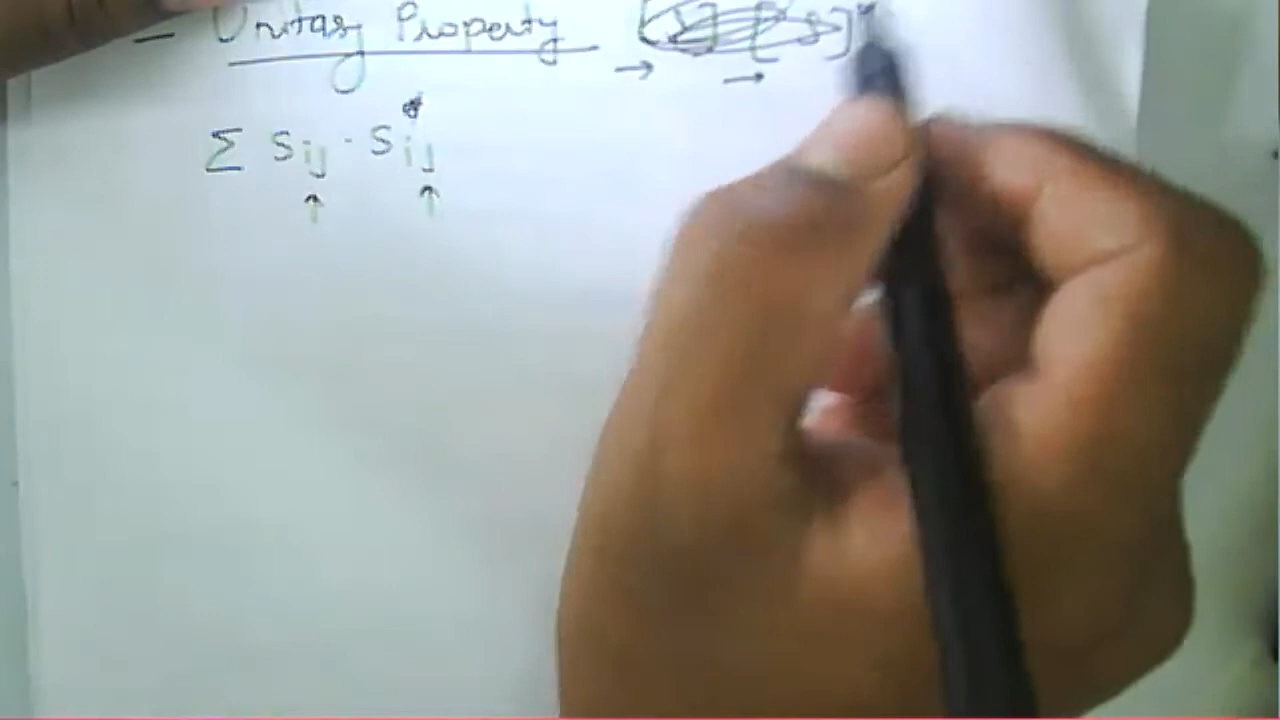 – Unitary Property [S] [S]*
Σ Sij · Sij